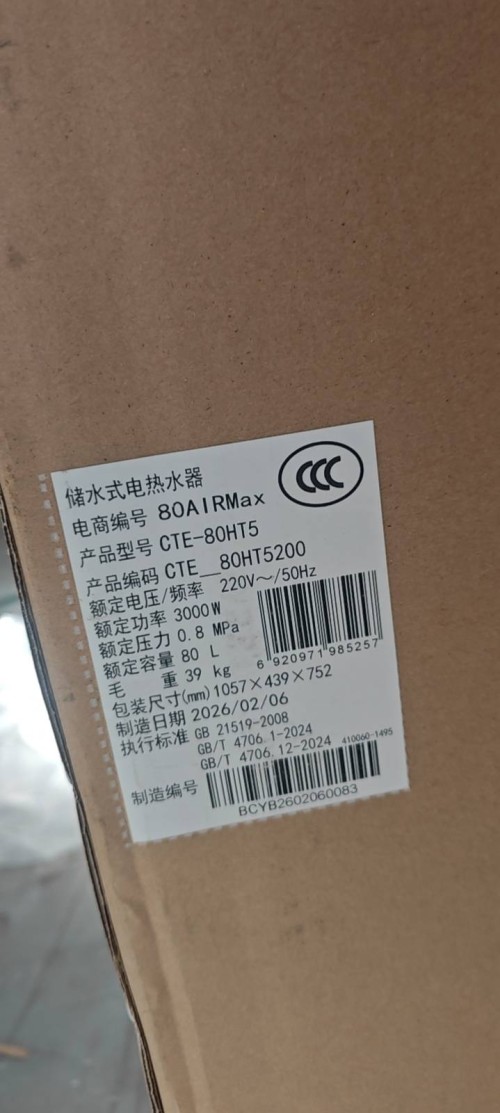 储水式电热水器
CCC
电商编号 80AIRMax
产品型号 CTE-80HT5
产品编码 CTE__80HT5200
额定电压/频率 220V～/50Hz
额定功率 3000W
额定压力 0.8 MPa
额定容量 80 L
毛 重 39 kg
6 920971 985257
包装尺寸(mm) 1057×439×752
制造日期 2026/02/06
执行标准 GB 21519-2008
GB/T 4706.1-2024
GB/T 4706.12-2024 410060-1495
制造编号
BCYB2602060083